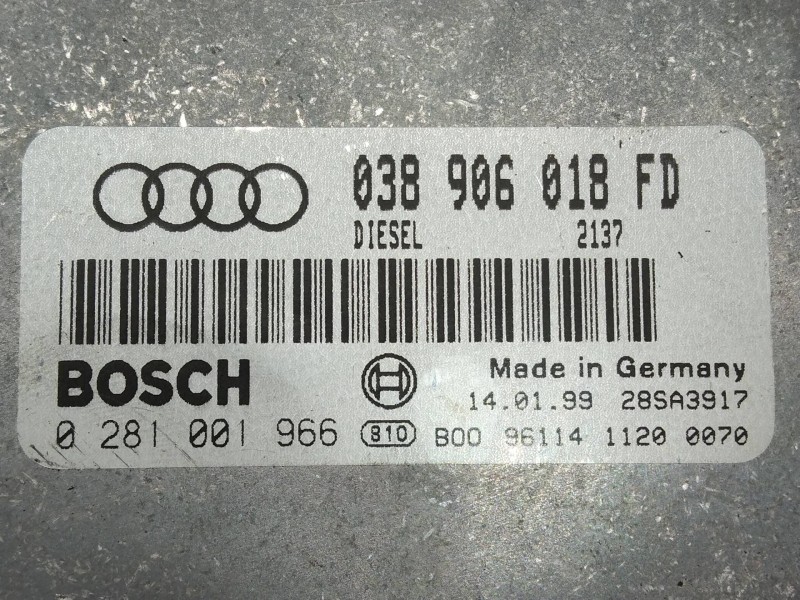 038 906 018 FD
DIESEL 2137
BOSCH
Made in Germany
14.01.99 28SA3917
0 281 001 966 810 B00 96114 1120 0070